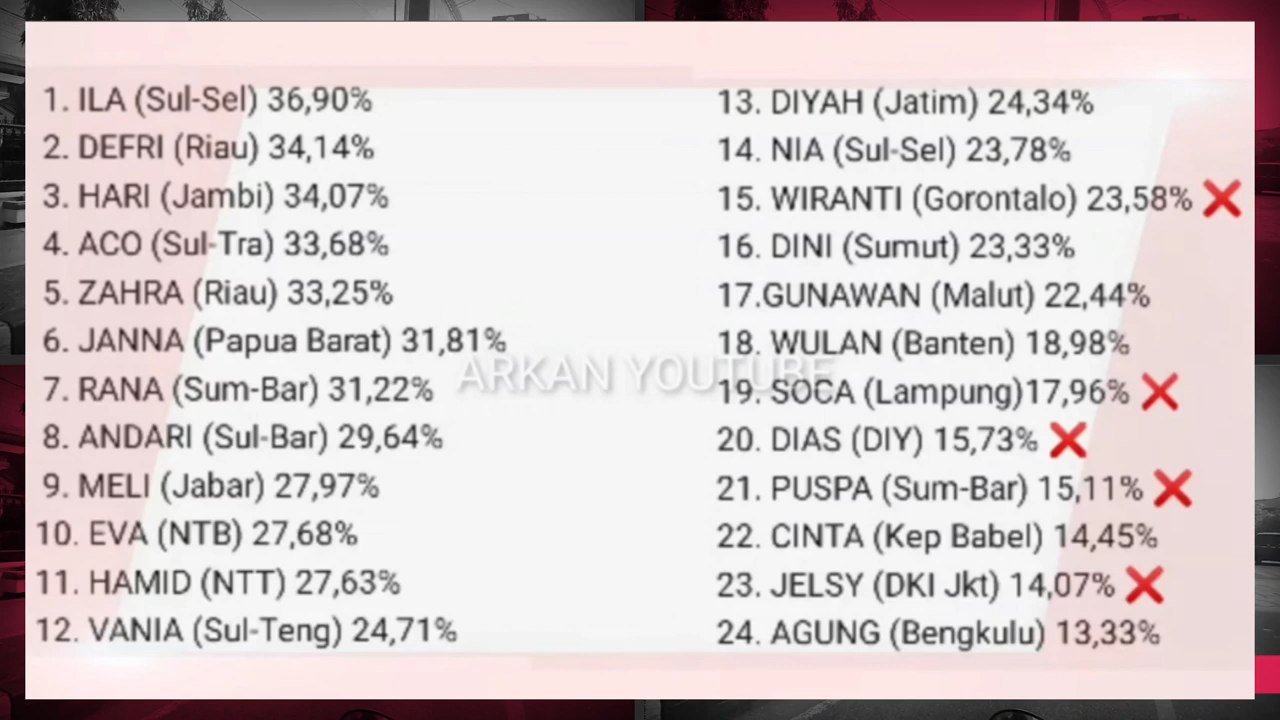 1. ILA (Sul-Sel) 36,90%
2. DEFRI (Riau) 34,14%
3. HARI (Jambi) 34,07%
4. ACO (Sul-Tra) 33,68%
5. ZAHRA (Riau) 33,25%
6. JANNA (Papua Barat) 31,81%
7. RANA (Sum-Bar) 31,22%
8. ANDARI (Sul-Bar) 29,64%
9. MELI (Jabar) 27,97%
10. EVA (NTB) 27,68%
11. HAMID (NTT) 27,63%
12. VANIA (Sul-Teng) 24,71%
13. DIYAH (Jatim) 24,34%
14. NIA (Sul-Sel) 23,78%
15. WIRANTI (Gorontalo) 23,58% ❌
16. DINI (Sumut) 23,33%
17.GUNAWAN (Malut) 22,44%
18. WULAN (Banten) 18,98%
19. SOCA (Lampung)17,96% ❌
20. DIAS (DIY) 15,73% ❌
21. PUSPA (Sum-Bar) 15,11% ❌
22. CINTA (Kep Babel) 14,45%
23. JELSY (DKI Jkt) 14,07% ❌
24. AGUNG (Bengkulu) 13,33%
ARKAN YOUTUBE